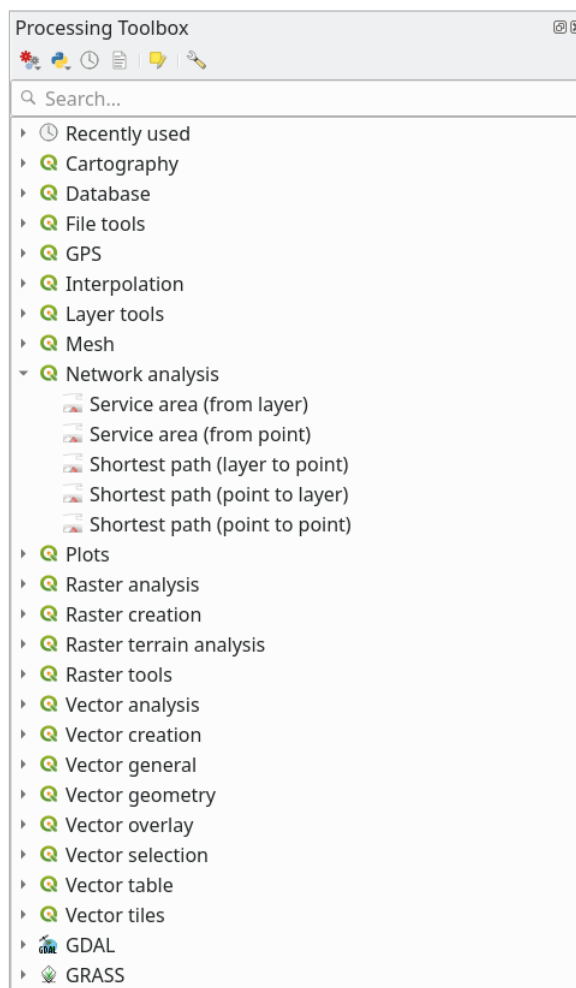 Processing Toolbox
Search...
Recently used
Cartography
Database
File tools
GPS
Interpolation
Layer tools
Mesh
Network analysis
Service area (from layer)
Service area (from point)
Shortest path (layer to point)
Shortest path (point to layer)
Shortest path (point to point)
Plots
Raster analysis
Raster creation
Raster terrain analysis
Raster tools
Vector analysis
Vector creation
Vector general
Vector geometry
Vector overlay
Vector selection
Vector table
Vector tiles
GDAL GDAL
GRASS